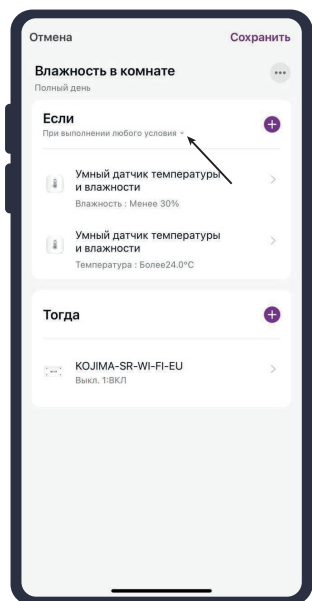 Отмена Сохранить
Влажность в комнате
Полный день
Если
При выполнении любого условия
Умный датчик температуры
и влажности
Влажность : Менее 30%
Умный датчик температуры
и влажности
Температура : Более24.0°C
Тогда
KOJIMA-SR-WI-FI-EU
Выкл. 1:ВКЛ